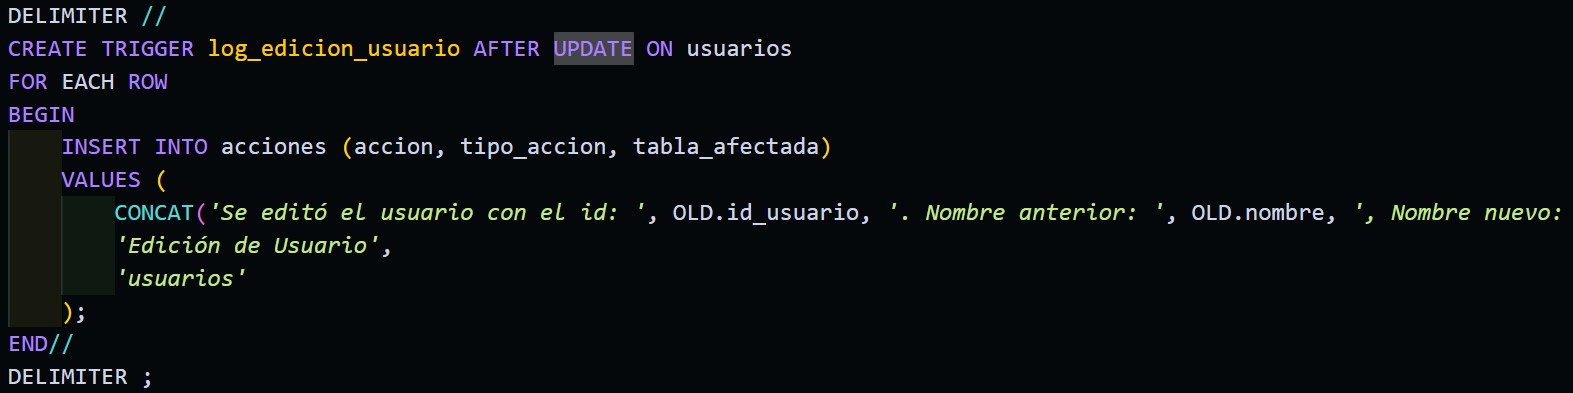 DELIMITER //
CREATE TRIGGER log_edicion_usuario AFTER UPDATE ON usuarios
FOR EACH ROW
BEGIN
INSERT INTO acciones (accion, tipo_accion, tabla_afectada)
VALUES (
CONCAT('Se editó el usuario con el id: ', OLD.id_usuario, '. Nombre anterior: ', OLD.nombre, ', Nombre nuevo:
'Edición de Usuario',
'usuarios'
);
END//
DELIMITER ;